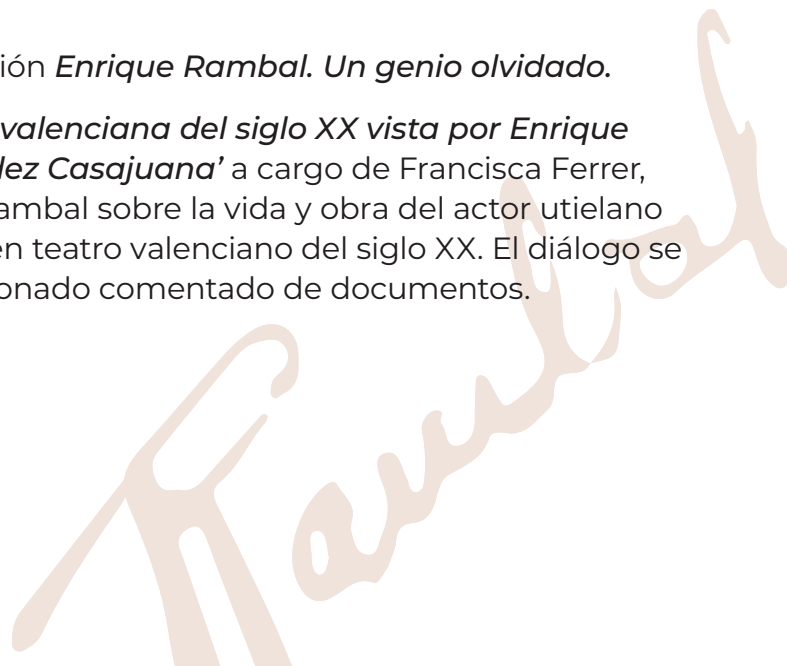 ión Enrique Rambal. Un genio olvidado.
valenciana del siglo XX vista por Enrique
lez Casajuana’ a cargo de Francisca Ferrer,
ambal sobre la vida y obra del actor utielano
en teatro valenciano del siglo XX. El diálogo se
onado comentado de documentos.
Rambal